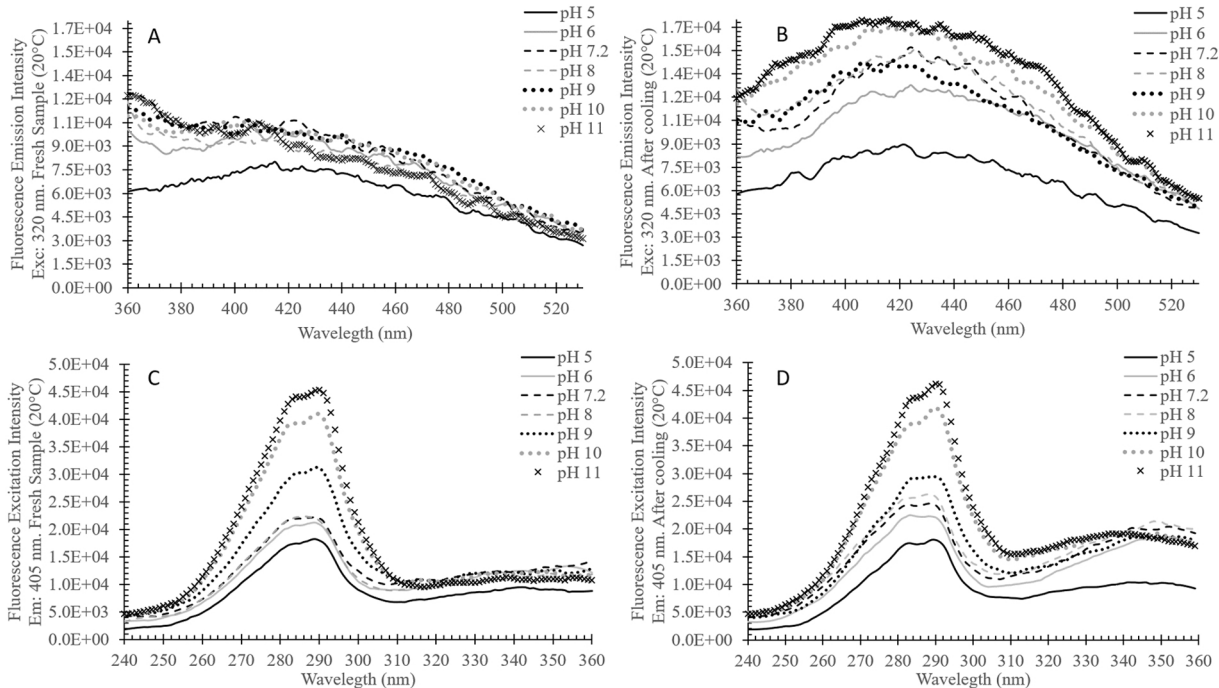 A
Fluorescence Emission Intensity
Exc: 320 nm. Fresh Sample (20°C)
1.7E+04
1.5E+04
1.4E+04
1.2E+04
1.1E+04
9.0E+03
7.5E+03
6.0E+03
4.5E+03
3.0E+03
1.5E+03
0.0E+03
360 380 400 420 440 460 480 500 520
Wavelegth (nm)
pH 5
pH 6
pH 7.2
pH 8
pH 9
pH 10
pH 11
B
Fluorescence Emission Intensity
Exc: 320 nm. After cooling (20°C)
1.7E+04
1.5E+04
1.4E+04
1.2E+04
1.1E+04
9.0E+03
7.5E+03
6.0E+03
4.5E+03
3.0E+03
1.5E+03
0.0E+03
360 380 400 420 440 460 480 500 520
Wavelegth (nm)
pH 5
pH 6
pH 7.2
pH 8
pH 9
pH 10
pH 11
C
Fluorescence Excitation Intensity
Em: 405 nm. Fresh Sample (20°C)
5.0E+04
4.5E+04
4.0E+04
3.5E+04
3.0E+04
2.5E+04
2.0E+04
1.5E+04
1.0E+04
5.0E+03
0.0E+00
240 250 260 270 280 290 300 310 320 330 340 350 360
Wavelegth (nm)
pH 5
pH 6
pH 7.2
pH 8
pH 9
pH 10
pH 11
D
Fluorescence Excitation Intensity
Em: 405 nm. After cooling (20°C)
5.0E+04
4.5E+04
4.0E+04
3.5E+04
3.0E+04
2.5E+04
2.0E+04
1.5E+04
1.0E+04
5.0E+03
0.0E+00
240 250 260 270 280 290 300 310 320 330 340 350 360
Wavelegth (nm)
pH 5
pH 6
pH 7.2
pH 8
pH 9
pH 10
pH 11